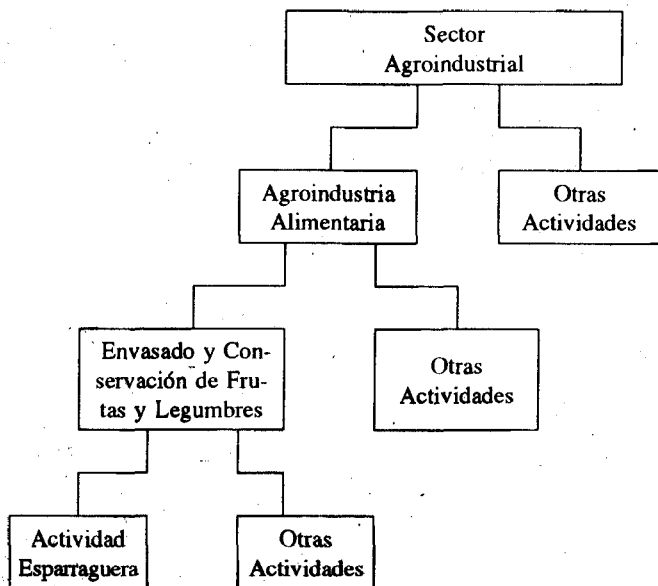 Sector
Agroindustrial
Agroindustria
Alimentaria
Otras
Actividades
Envasado y Con-
servación de Fru-
tas y Legumbres
Otras
Actividades
Actividad
Esparraguera
Otras
Actividades